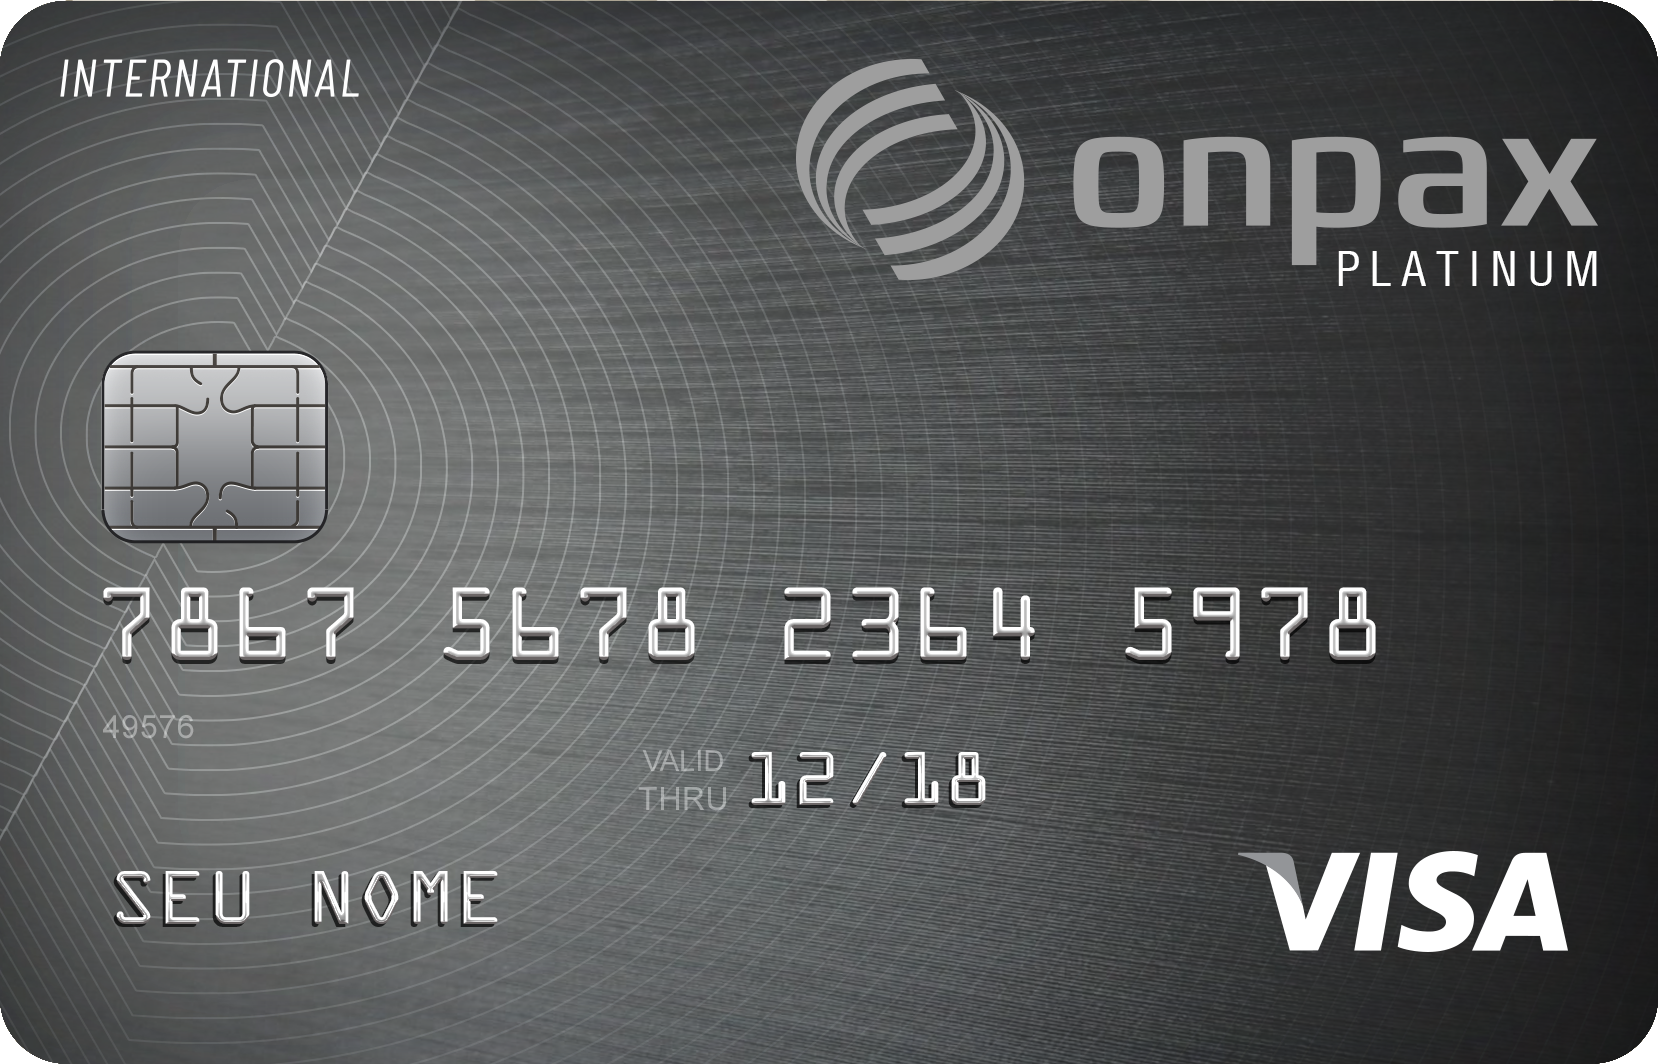 INTERNATIONAL
onpax
PLATINUM
7867 5678 2364 5978
49576
VALID THRU 12/18
SEU NOME
VISA